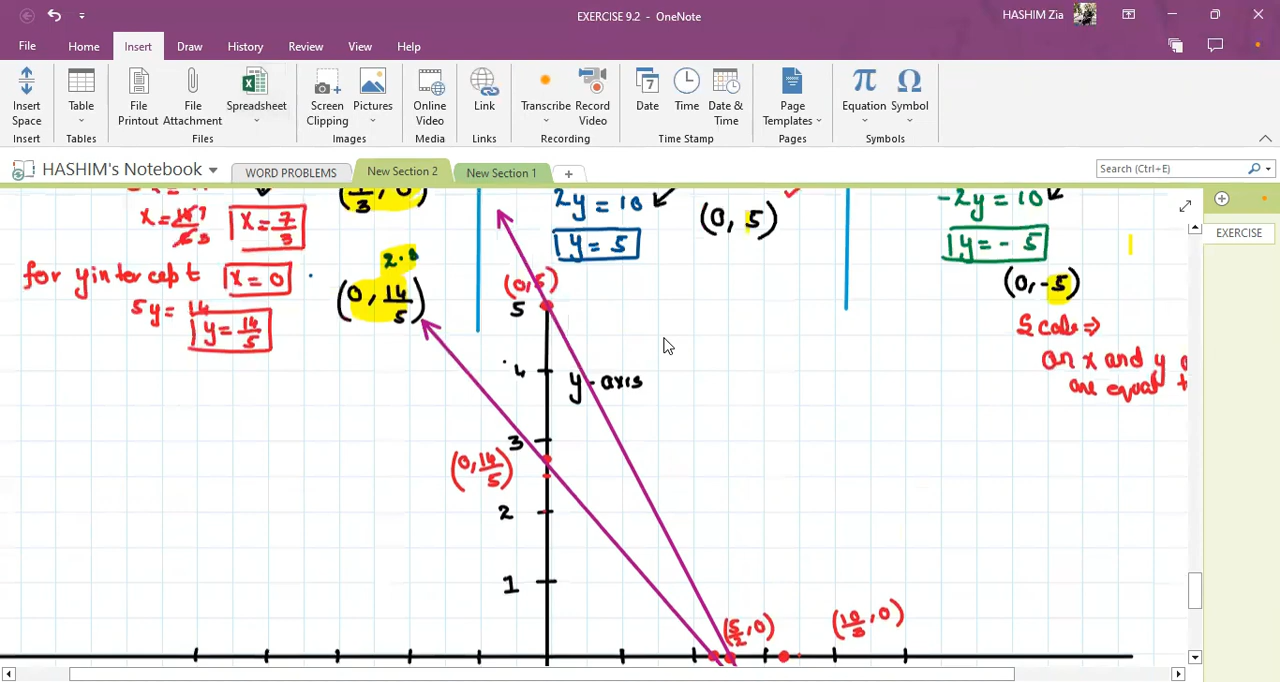 EXERCISE 9.2 - OneNote
HASHIM Zia
File Home Insert Draw History Review View Help
Insert Space
Table
File Printout
File Attachment
Spreadsheet
Screen Clipping
Pictures
Online Video
Link
Transcribe
Record Video
Date
Time
Date & Time
Page Templates
Equation
Symbol
Insert Tables Files Images Media Links Recording Time Stamp Pages Symbols
HASHIM's Notebook
WORD PROBLEMS
New Section 2
New Section 1
Search (Ctrl+E)
EXERCISE
x = 7/3
for y intercept x = 0
5y = 14
y = 14/5
2.8
(0, 14/5)
2y = 10
y = 5
(0, 5)
-2y = 10
y = - 5
(0, -5)
Scale ⇒
on x and y
are equal
(0,5)
5
4
y-axis
3
(0, 14/5)
2
1
(5/2, 0)
(10/3, 0)